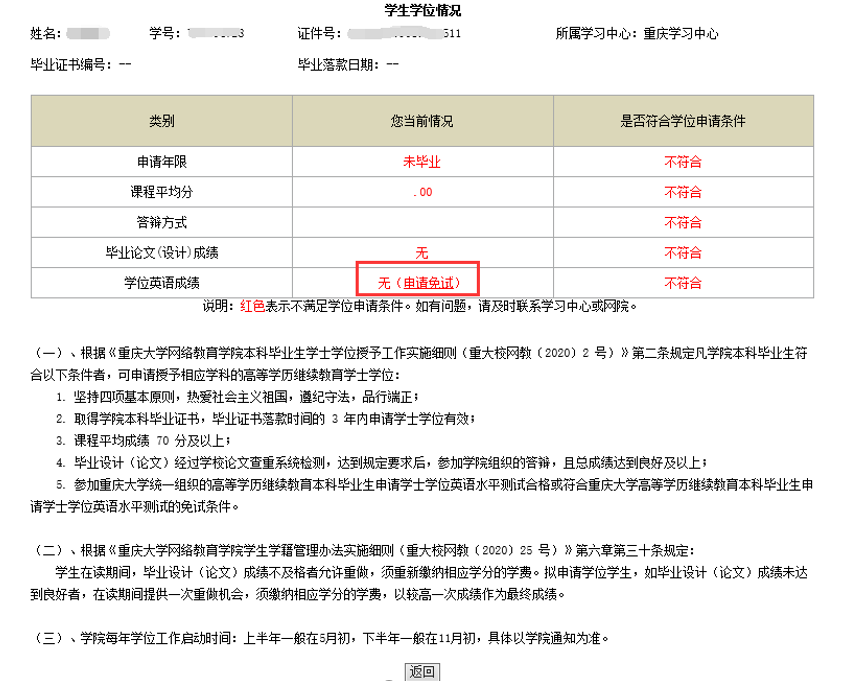 学生学位情况
姓名： 学号： 证件号： 511 所属学习中心：重庆学习中心
毕业证书编号：-- 毕业落款日期：--
类别 您当前情况 是否符合学位申请条件
申请年限 未毕业 不符合
课程平均分 .00 不符合
答辩方式 不符合
毕业论文(设计)成绩 无 不符合
学位英语成绩 无（申请免试） 不符合
说明：红色表示不满足学位申请条件。如有问题，请及时联系学习中心或网院。
（一）、根据《重庆大学网络教育学院本科毕业生学士学位授予工作实施细则（重大校网教〔2020〕2 号）》第二条规定凡学院本科毕业生符
合以下条件者，可申请授予相应学科的高等学历继续教育学士学位：
1. 坚持四项基本原则，热爱社会主义祖国，遵纪守法，品行端正；
2. 取得学院本科毕业证书，毕业证书落款时间的 3 年内申请学士学位有效；
3. 课程平均成绩 70 分及以上；
4. 毕业设计（论文）经过学校论文查重系统检测，达到规定要求后，参加学院组织的答辩，且总成绩达到良好及以上；
5. 参加重庆大学统一组织的高等学历继续教育本科毕业生申请学士学位英语水平测试合格或符合重庆大学高等学历继续教育本科毕业生申
请学士学位英语水平测试的免试条件。
（二）、根据《重庆大学网络教育学院学生学籍管理办法实施细则（重大校网教〔2020〕25 号）》第六章第三十条规定：
学生在读期间，毕业设计（论文）成绩不及格者允许重做，须重新缴纳相应学分的学费。拟申请学位学生，如毕业设计（论文）成绩未达
到良好者，在读期间提供一次重做机会，须缴纳相应学分的学费，以较高一次成绩作为最终成绩。
（三）、学院每年学位工作启动时间：上半年一般在5月初，下半年一般在11月初，具体以学院通知为准。
返回